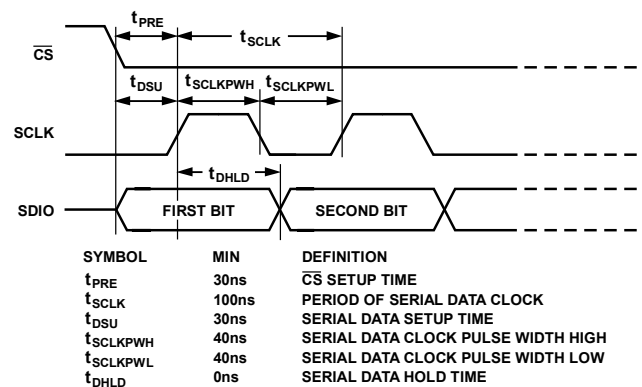 tPRE
tSCLK
CS
tDSU tSCLKPWH tSCLKPWL
SCLK
tDHLD
SDIO FIRST BIT SECOND BIT
SYMBOL MIN DEFINITION
tPRE 30ns CS SETUP TIME
tSCLK 100ns PERIOD OF SERIAL DATA CLOCK
tDSU 30ns SERIAL DATA SETUP TIME
tSCLKPWH 40ns SERIAL DATA CLOCK PULSE WIDTH HIGH
tSCLKPWL 40ns SERIAL DATA CLOCK PULSE WIDTH LOW
tDHLD 0ns SERIAL DATA HOLD TIME